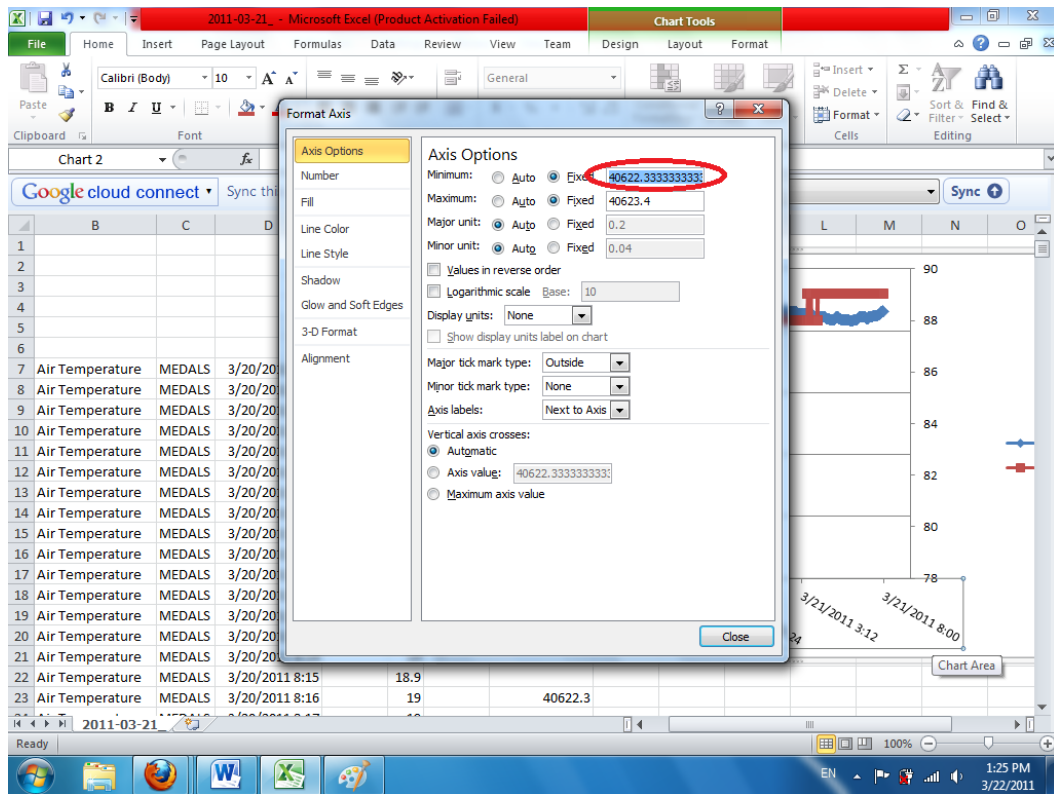 2011-03-21_ - Microsoft Excel (Product Activation Failed)
Chart Tools
File Home Insert Page Layout Formulas Data Review View Team Design Layout Format
Paste
Clipboard
Calibri (Body) 10
B I U
Font
General
Insert
Delete
Format
Cells
Sort & Filter
Find & Select
Editing
Chart 2 fx
Google cloud connect Sync thi Sync
B C D L M N O
1
2
3
4
5
6
7 Air Temperature MEDALS 3/20/20
8 Air Temperature MEDALS 3/20/20
9 Air Temperature MEDALS 3/20/20
10 Air Temperature MEDALS 3/20/20
11 Air Temperature MEDALS 3/20/20
12 Air Temperature MEDALS 3/20/20
13 Air Temperature MEDALS 3/20/20
14 Air Temperature MEDALS 3/20/20
15 Air Temperature MEDALS 3/20/20
16 Air Temperature MEDALS 3/20/20
17 Air Temperature MEDALS 3/20/20
18 Air Temperature MEDALS 3/20/20
19 Air Temperature MEDALS 3/20/20
20 Air Temperature MEDALS 3/20/20
21 Air Temperature MEDALS 3/20/20
22 Air Temperature MEDALS 3/20/2011 8:15 18.9
23 Air Temperature MEDALS 3/20/2011 8:16 19 40622.3
Format Axis
Axis Options
Number
Fill
Line Color
Line Style
Shadow
Glow and Soft Edges
3-D Format
Alignment
Axis Options
Minimum: Auto Fixed 40622.333333333
Maximum: Auto Fixed 40623.4
Major unit: Auto Fixed 0.2
Minor unit: Auto Fixed 0.04
Values in reverse order
Logarithmic scale Base: 10
Display units: None
Show display units label on chart
Major tick mark type: Outside
Minor tick mark type: None
Axis labels: Next to Axis
Vertical axis crosses:
Automatic
Axis value: 40622.333333333
Maximum axis value
Close
90
88
86
84
82
80
78
3/21/2011 3:12
3/21/2011 8:00
24
Chart Area
2011-03-21_
Ready 100%
EN
1:25 PM
3/22/2011